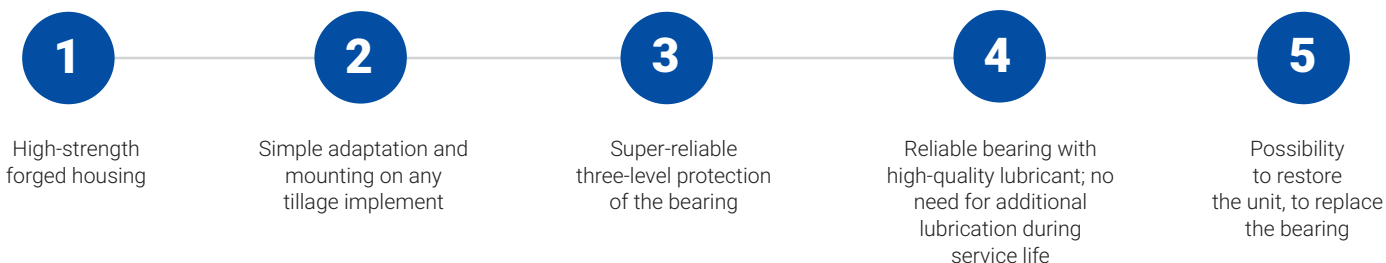 1
High-strength
forged housing
2
Simple adaptation and
mounting on any
tillage implement
3
Super-reliable
three-level protection
of the bearing
4
Reliable bearing with
high-quality lubricant; no
need for additional
lubrication during
service life
5
Possibility
to restore
the unit, to replace
the bearing